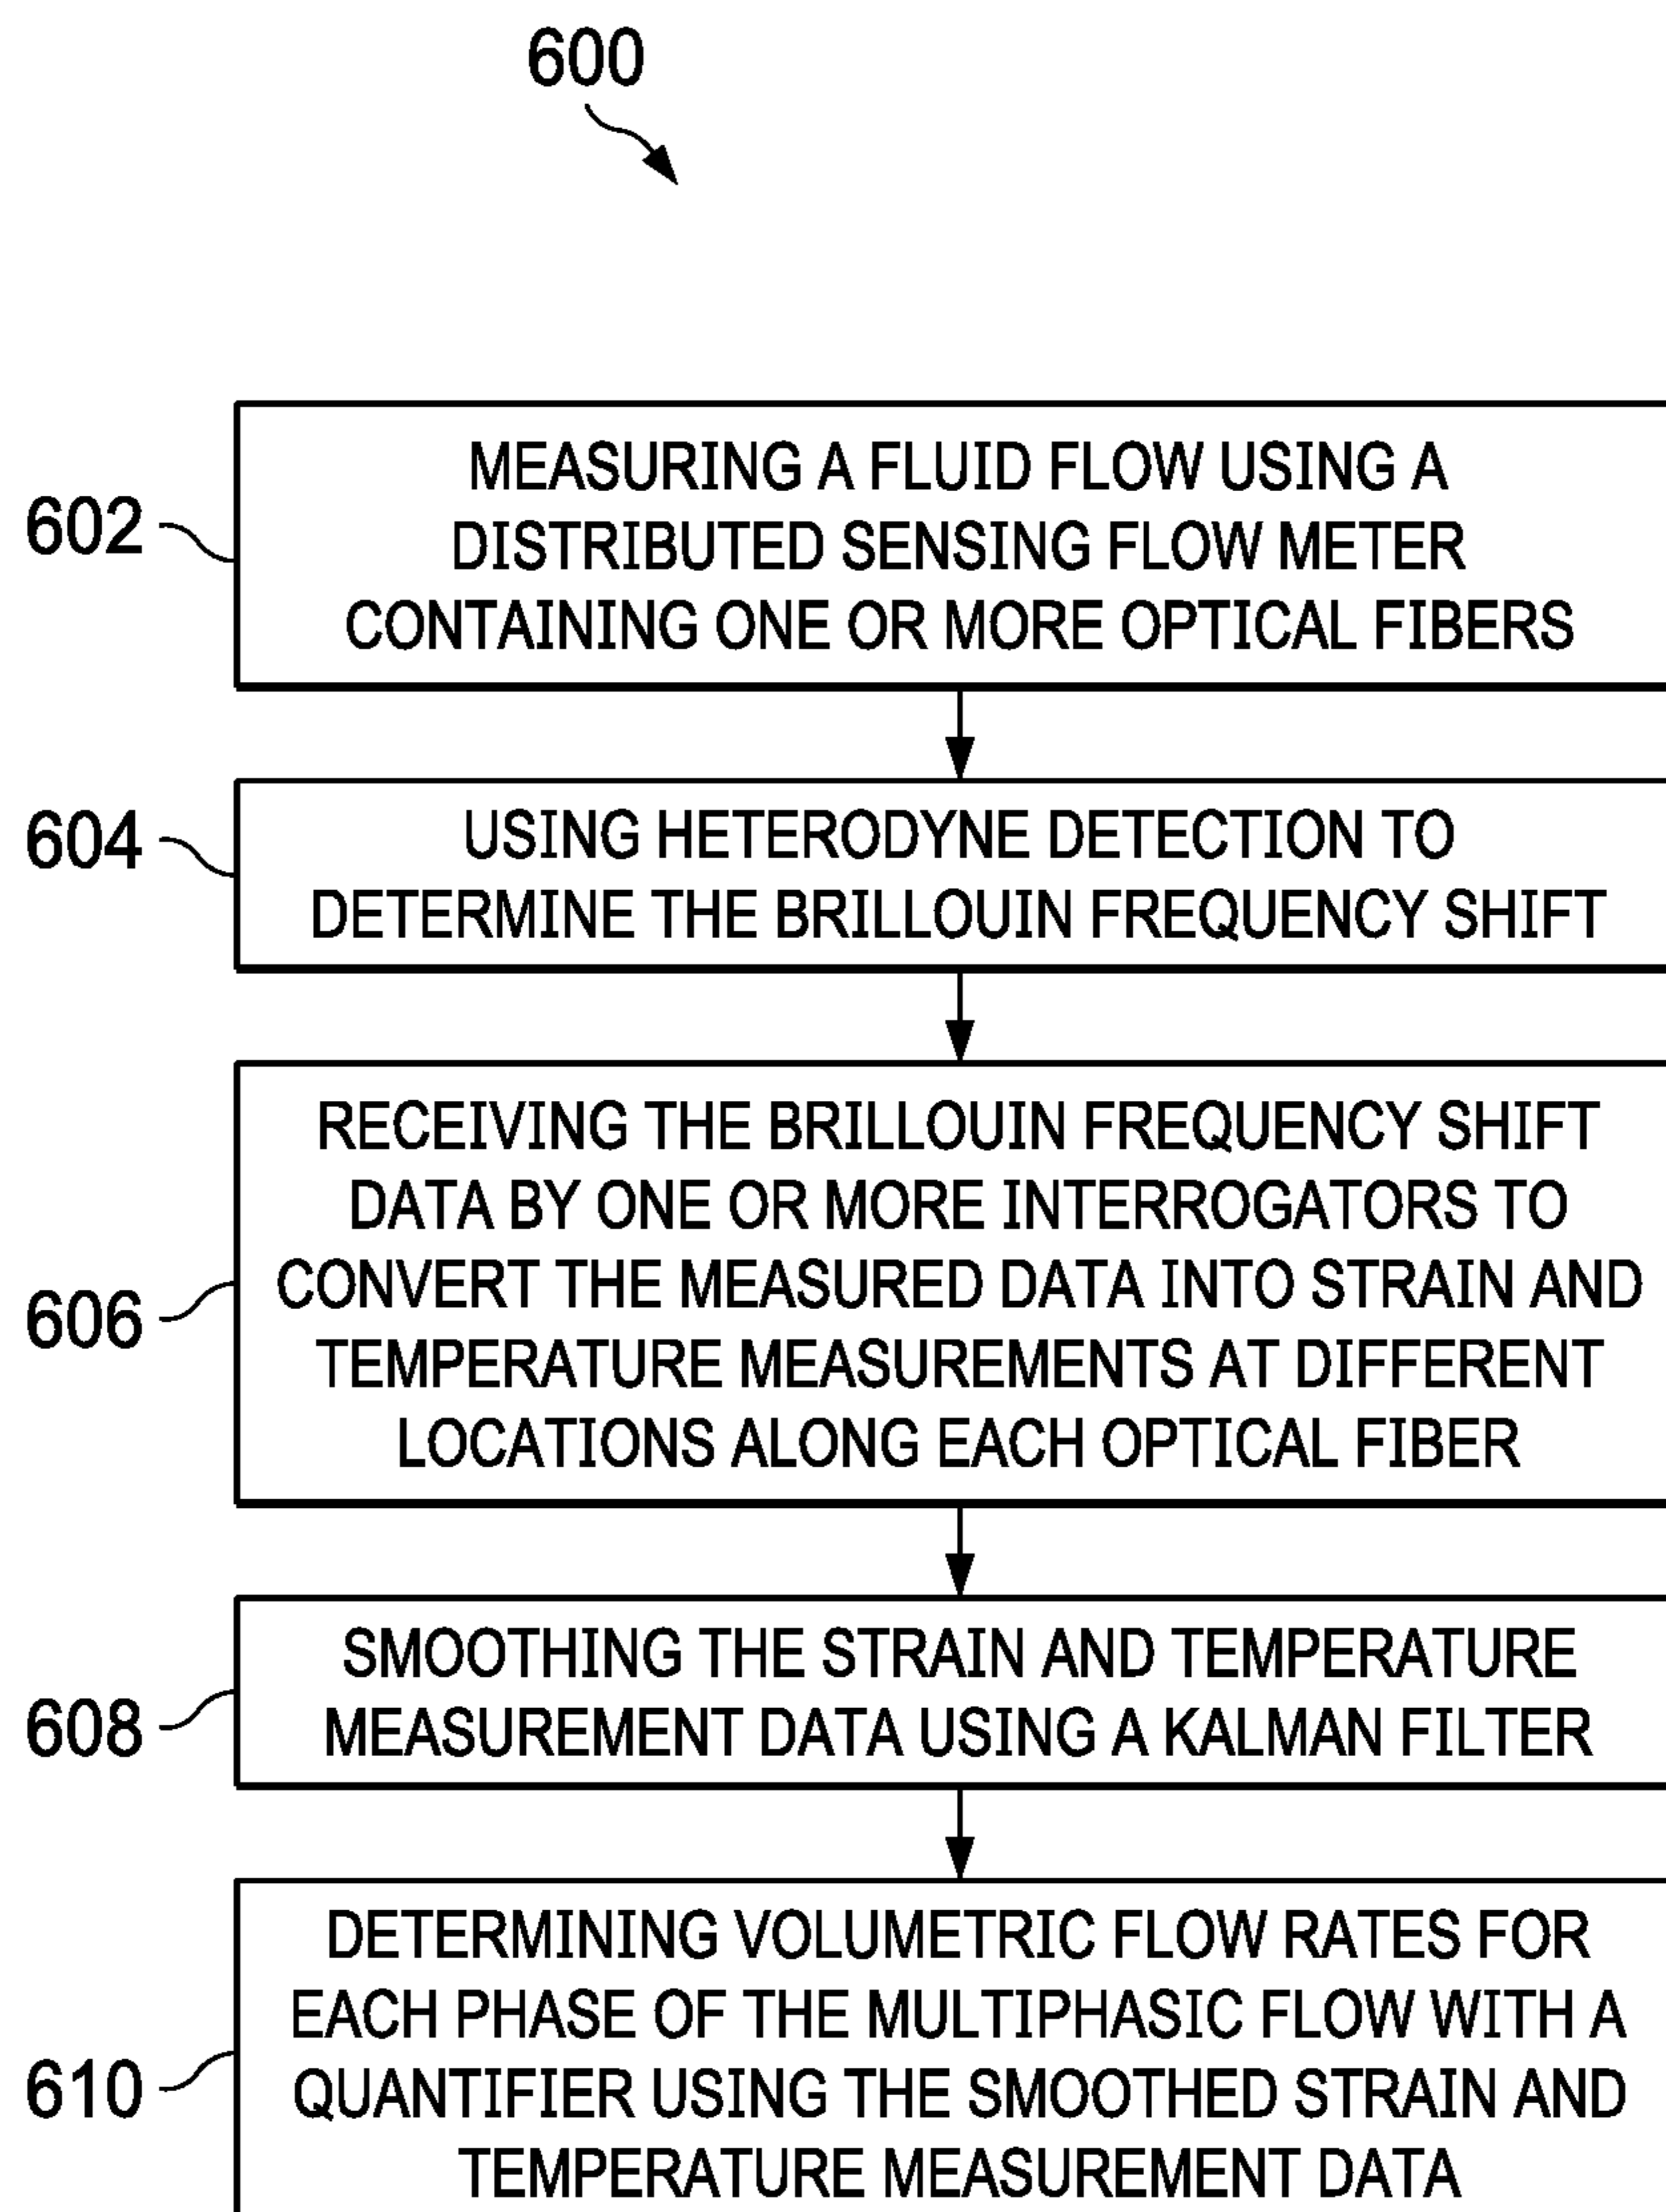 600
602
MEASURING A FLUID FLOW USING A
DISTRIBUTED SENSING FLOW METER
CONTAINING ONE OR MORE OPTICAL FIBERS
604
USING HETERODYNE DETECTION TO
DETERMINE THE BRILLOUIN FREQUENCY SHIFT
606
RECEIVING THE BRILLOUIN FREQUENCY SHIFT
DATA BY ONE OR MORE INTERROGATORS TO
CONVERT THE MEASURED DATA INTO STRAIN AND
TEMPERATURE MEASUREMENTS AT DIFFERENT
LOCATIONS ALONG EACH OPTICAL FIBER
608
SMOOTHING THE STRAIN AND TEMPERATURE
MEASUREMENT DATA USING A KALMAN FILTER
610
DETERMINING VOLUMETRIC FLOW RATES FOR
EACH PHASE OF THE MULTIPHASIC FLOW WITH A
QUANTIFIER USING THE SMOOTHED STRAIN AND
TEMPERATURE MEASUREMENT DATA